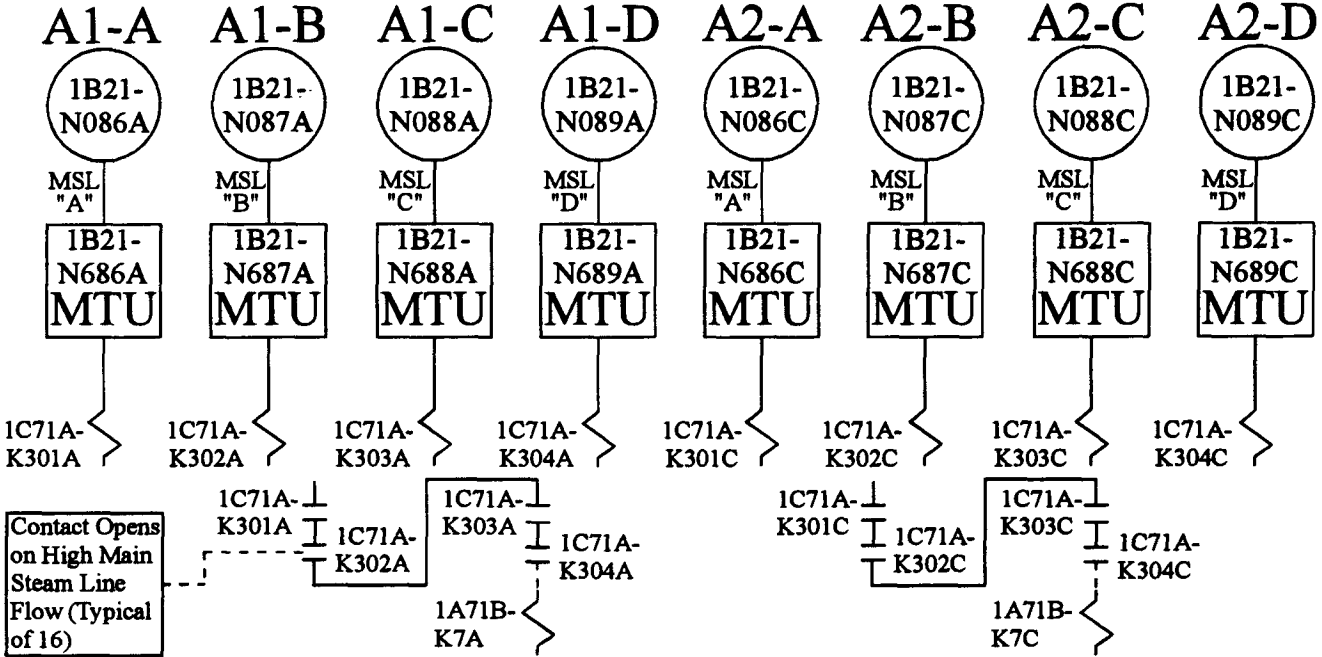 A1-A A1-B A1-C A1-D A2-A A2-B A2-C A2-D
1B21- 1B21- 1B21- 1B21- 1B21- 1B21- 1B21- 1B21-
N086A N087A N088A N089A N086C N087C N088C N089C
MSL MSL MSL MSL MSL MSL MSL MSL
"A" "B" "C" "D" "A" "B" "C" "D"
1B21- 1B21- 1B21- 1B21- 1B21- 1B21- 1B21- 1B21-
N686A N687A N688A N689A N686C N687C N688C N689C
MTU MTU MTU MTU MTU MTU MTU MTU
1C71A- 1C71A- 1C71A- 1C71A- 1C71A- 1C71A- 1C71A- 1C71A-
K301A K302A K303A K304A K301C K302C K303C K304C
1C71A-
K301A
1C71A-
K302A
1C71A-
K303A
1C71A-
K304A
1A71B-
K7A
1C71A-
K301C
1C71A-
K302C
1C71A-
K303C
1C71A-
K304C
1A71B-
K7C
Contact Opens
on High Main
Steam Line
Flow (Typical
of 16)